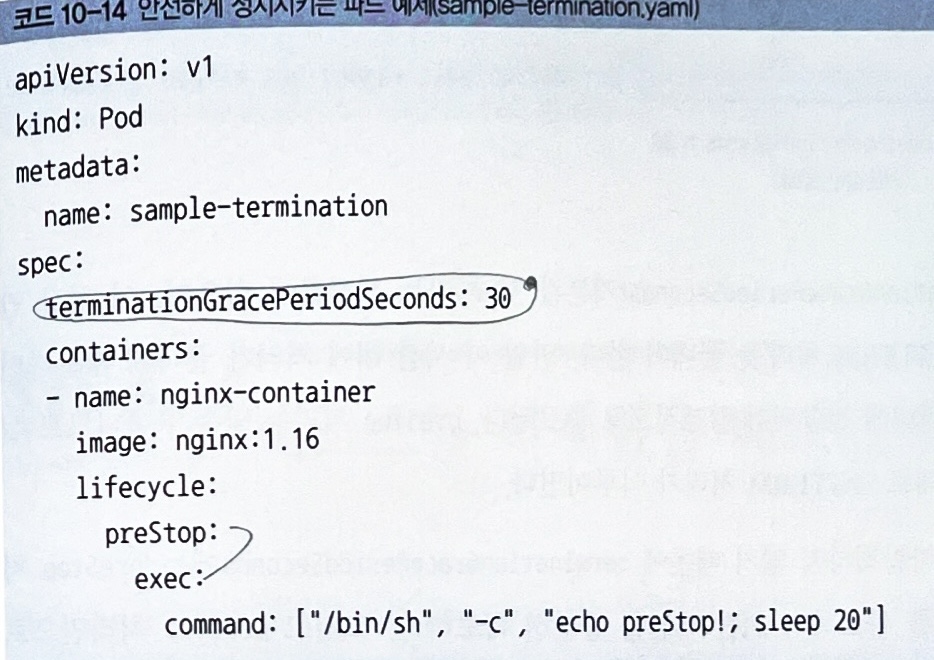 코드 10-14 안전하게 정지시키는 파드 예제(sample-termination.yaml)
apiVersion: v1
kind: Pod
metadata:
  name: sample-termination
spec:
  terminationGracePeriodSeconds: 30
  containers:
  - name: nginx-container
    image: nginx:1.16
    lifecycle:
      preStop:
        exec:
          command: ["/bin/sh", "-c", "echo preStop!; sleep 20"]